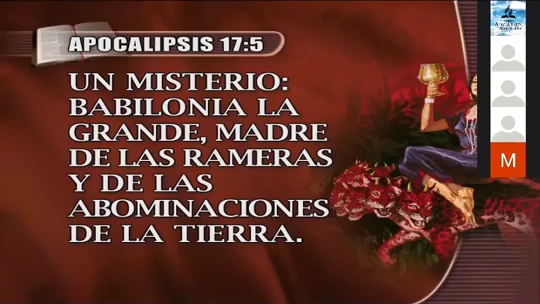 APOCALIPSIS 17:5
UN MISTERIO:
BABILONIA LA
GRANDE, MADRE
DE LAS RAMERAS
Y DE LAS
ABOMINACIONES
DE LA TIERRA.
M